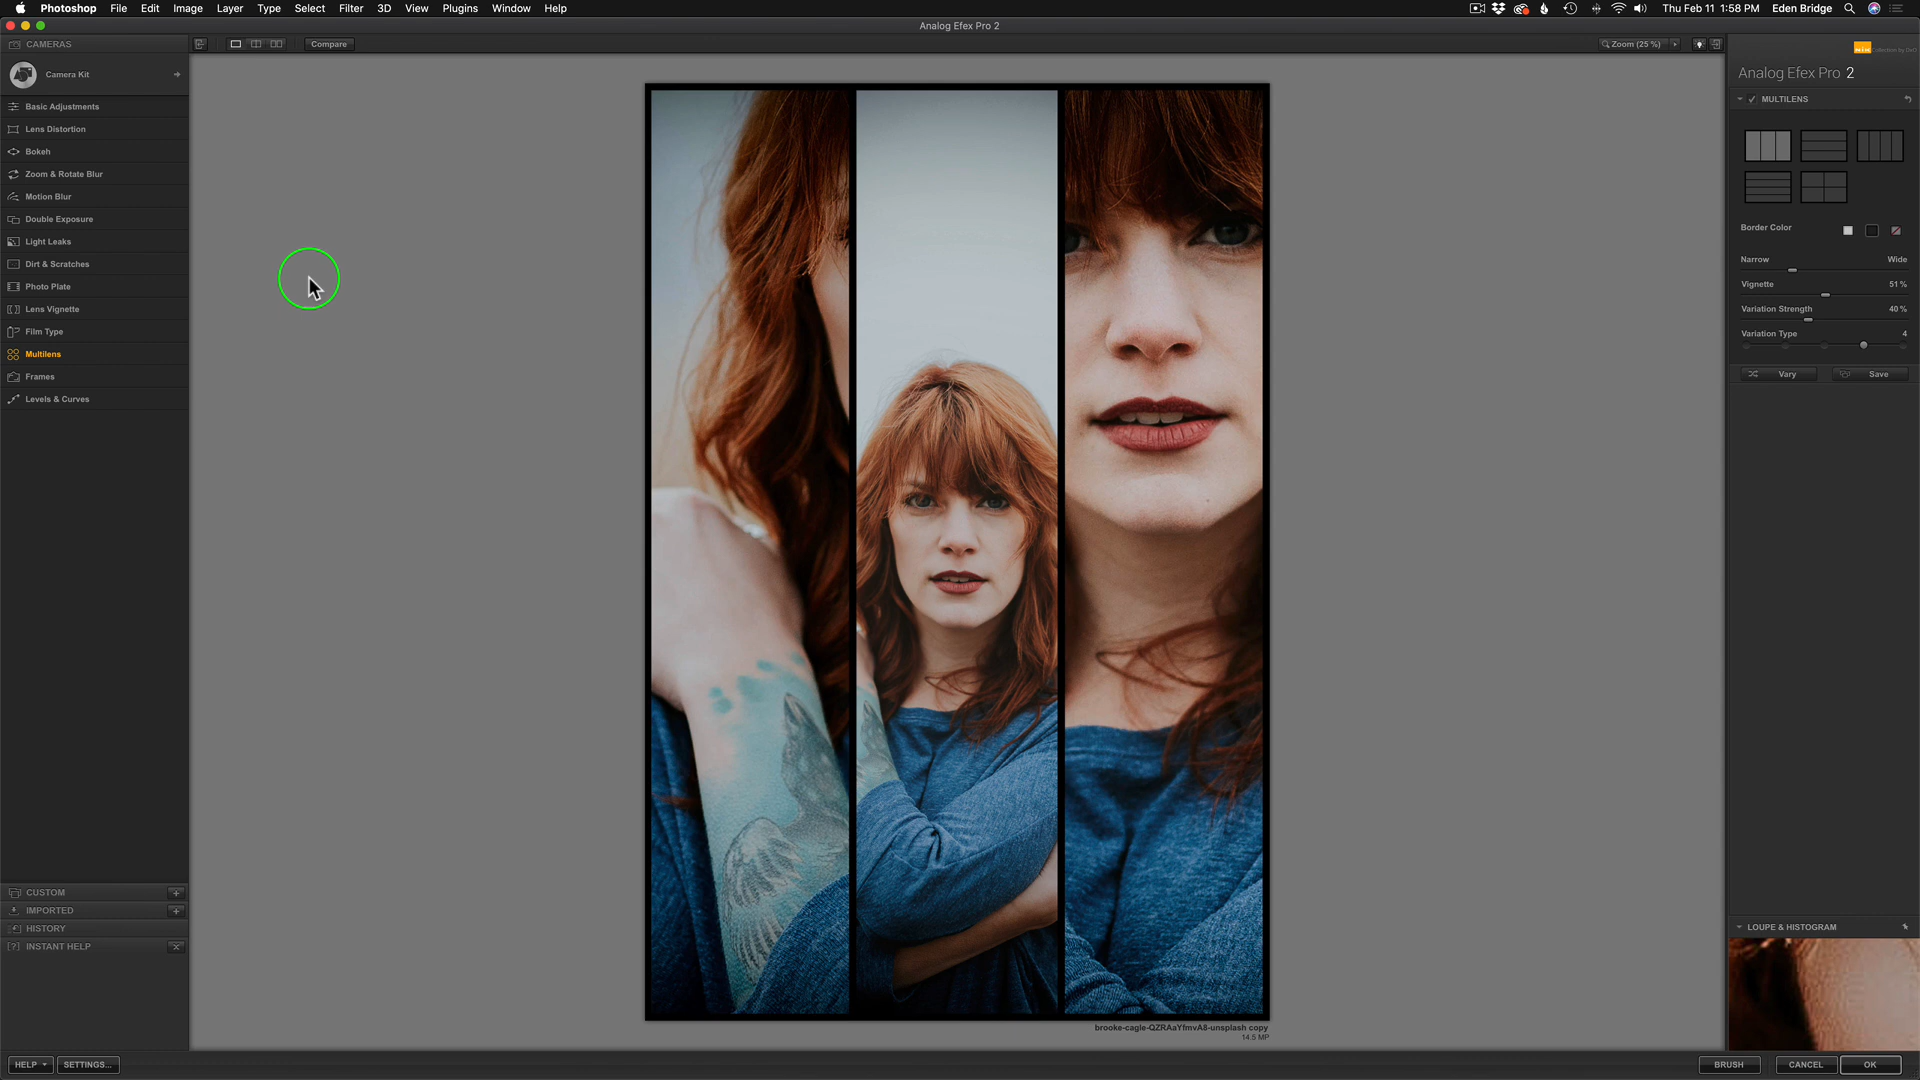 Photoshop File Edit Image Layer Type Select Filter 3D View Plugins Window Help Thu Feb 11 1:58 PM Eden Bridge
Analog Efex Pro 2
CAMERAS
Compare
Zoom (25 %)
Camera Kit
Basic Adjustments
Lens Distortion
Bokeh
Zoom & Rotate Blur
Motion Blur
Double Exposure
Light Leaks
Dirt & Scratches
Photo Plate
Lens Vignette
Film Type
Multilens
Frames
Levels & Curves
CUSTOM
IMPORTED
HISTORY
INSTANT HELP
HELP
SETTINGS...
brooke-cagle-QZRAaYfmvA8-unsplash copy
14.5 MP
Nik Collection by DxO
Analog Efex Pro 2
MULTILENS
Border Color
Narrow Wide
Vignette 51 %
Variation Strength 40 %
Variation Type 4
Vary Save
LOUPE & HISTOGRAM
BRUSH CANCEL OK